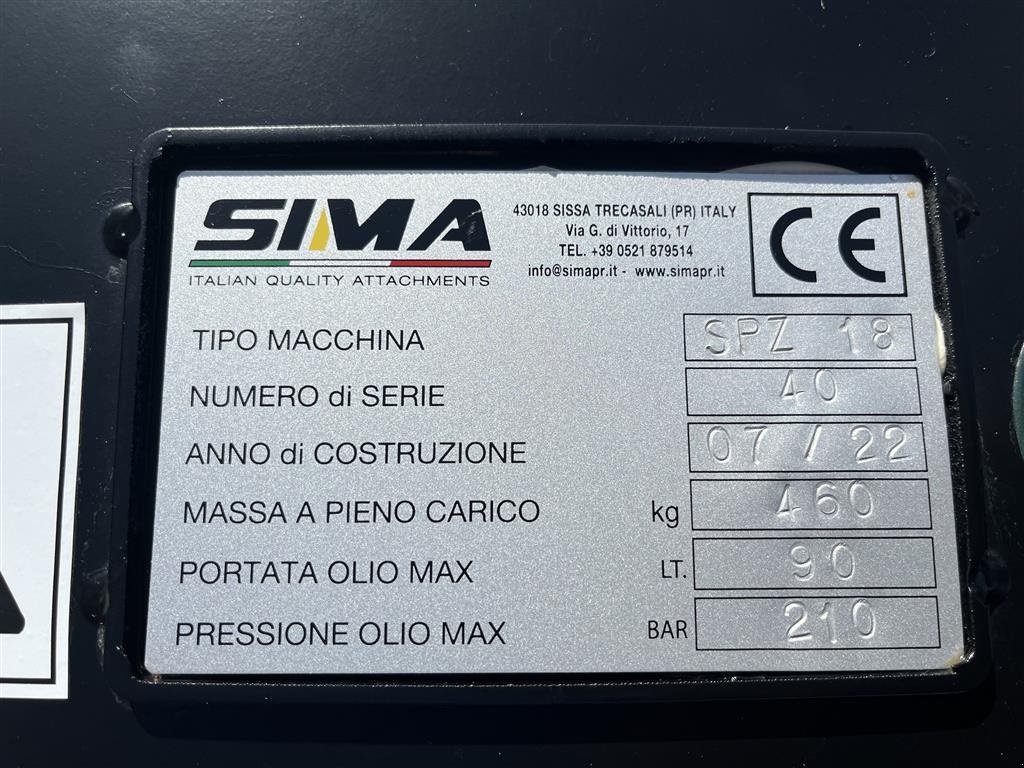 SIMA
ITALIAN QUALITY ATTACHMENTS
43018 SISSA TRECASALI (PR) ITALY
Via G. di Vittorio, 17
TEL. +39 0521 879514
info@simapr.it - www.simapr.it
CE
TIPO MACCHINA SPZ 18
NUMERO di SERIE 40
ANNO di COSTRUZIONE 07 / 22
MASSA A PIENO CARICO kg 460
PORTATA OLIO MAX LT. 90
PRESSIONE OLIO MAX BAR 210